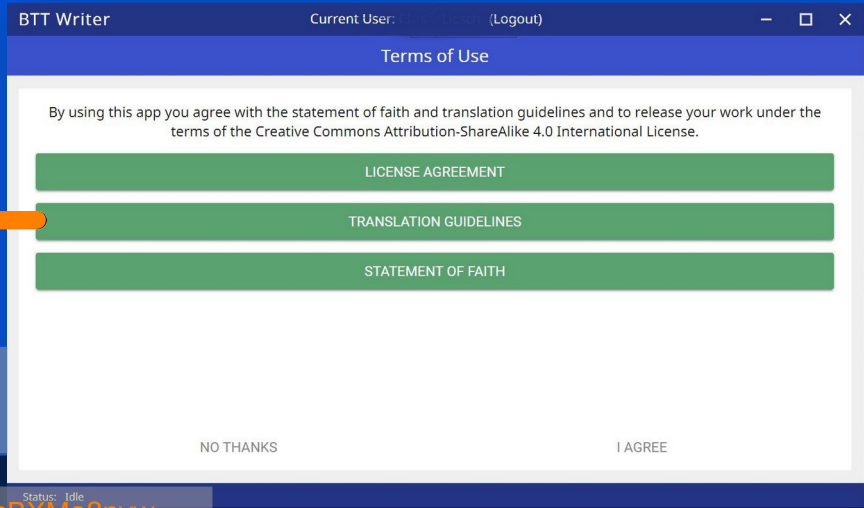 BTT Writer
Current User: (Logout)
Terms of Use
By using this app you agree with the statement of faith and translation guidelines and to release your work under the
terms of the Creative Commons Attribution-ShareAlike 4.0 International License.
LICENSE AGREEMENT
TRANSLATION GUIDELINES
STATEMENT OF FAITH
NO THANKS
I AGREE
Status: Idle